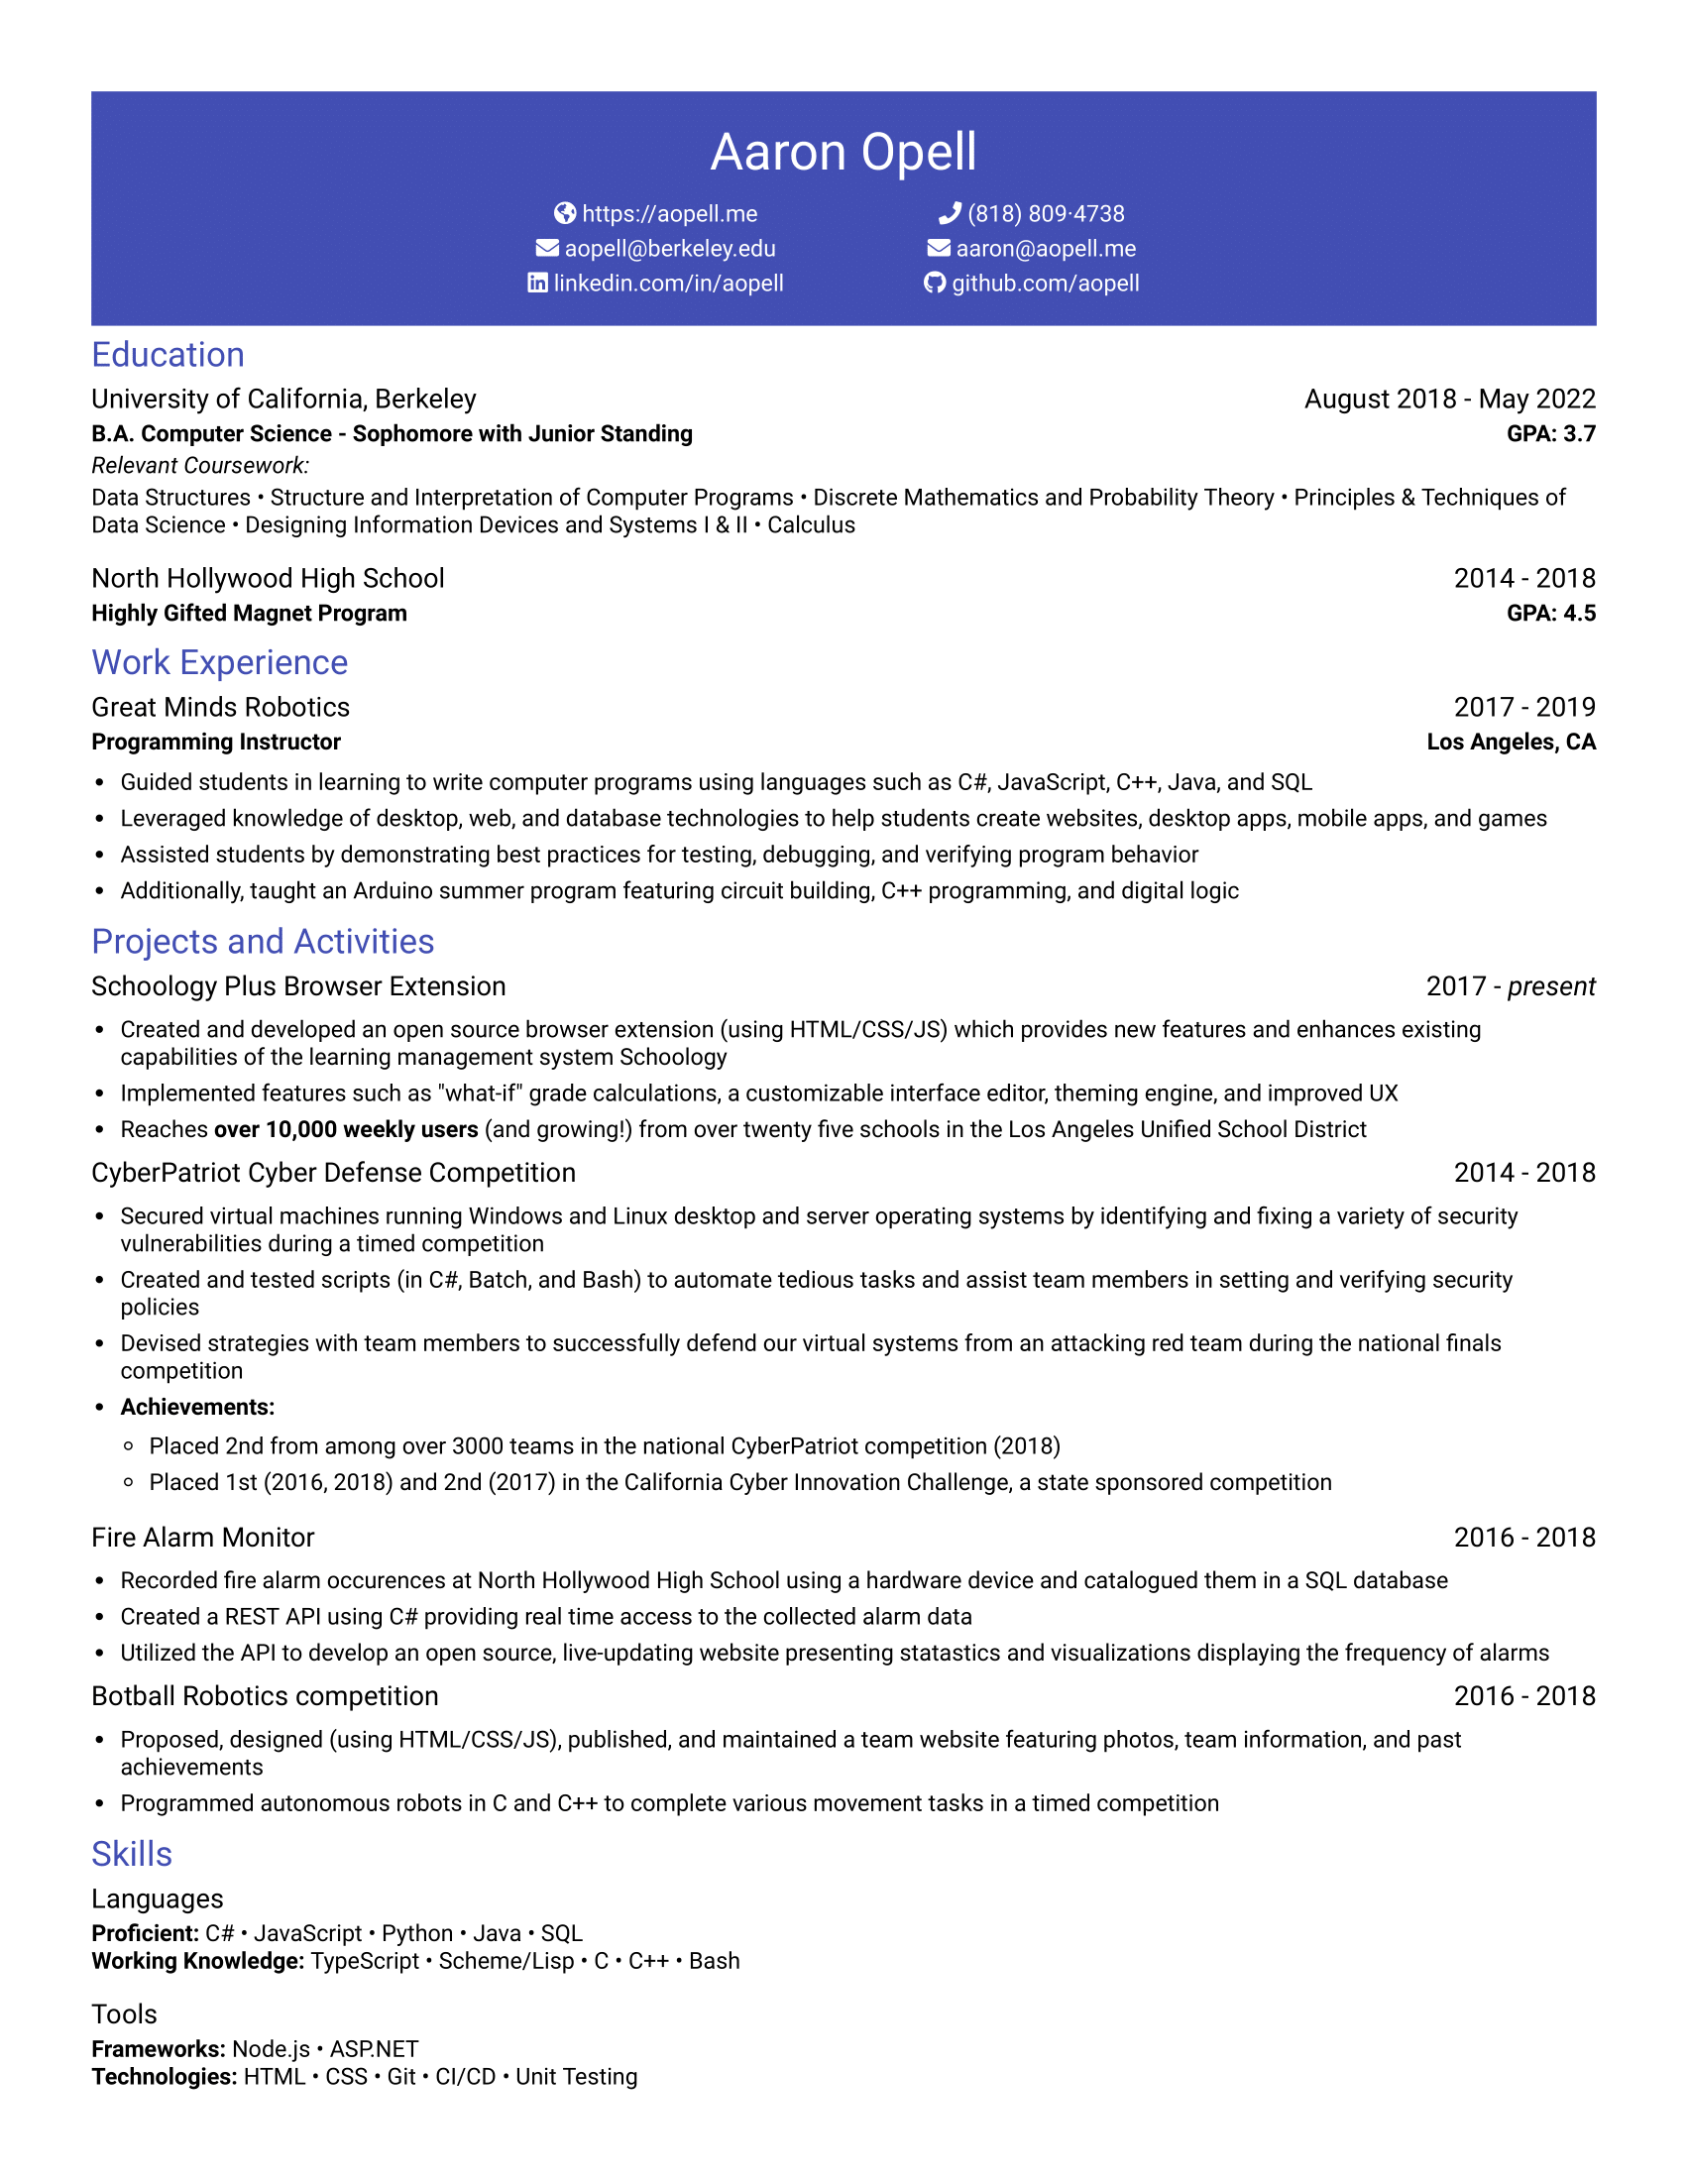 Aaron Opell
https://aopell.me (818) 809·4738
aopell@berkeley.edu aaron@aopell.me
linkedin.com/in/aopell github.com/aopell
Education
University of California, Berkeley August 2018 - May 2022
B.A. Computer Science - Sophomore with Junior Standing GPA: 3.7
Relevant Coursework:
Data Structures • Structure and Interpretation of Computer Programs • Discrete Mathematics and Probability Theory • Principles & Techniques of
Data Science • Designing Information Devices and Systems I & II • Calculus
North Hollywood High School 2014 - 2018
Highly Gifted Magnet Program GPA: 4.5
Work Experience
Great Minds Robotics 2017 - 2019
Programming Instructor Los Angeles, CA
• Guided students in learning to write computer programs using languages such as C#, JavaScript, C++, Java, and SQL
• Leveraged knowledge of desktop, web, and database technologies to help students create websites, desktop apps, mobile apps, and games
• Assisted students by demonstrating best practices for testing, debugging, and verifying program behavior
• Additionally, taught an Arduino summer program featuring circuit building, C++ programming, and digital logic
Projects and Activities
Schoology Plus Browser Extension 2017 - present
• Created and developed an open source browser extension (using HTML/CSS/JS) which provides new features and enhances existing
capabilities of the learning management system Schoology
• Implemented features such as "what-if" grade calculations, a customizable interface editor, theming engine, and improved UX
• Reaches over 10,000 weekly users (and growing!) from over twenty five schools in the Los Angeles Unified School District
CyberPatriot Cyber Defense Competition 2014 - 2018
• Secured virtual machines running Windows and Linux desktop and server operating systems by identifying and fixing a variety of security
vulnerabilities during a timed competition
• Created and tested scripts (in C#, Batch, and Bash) to automate tedious tasks and assist team members in setting and verifying security
policies
• Devised strategies with team members to successfully defend our virtual systems from an attacking red team during the national finals
competition
• Achievements:
◦ Placed 2nd from among over 3000 teams in the national CyberPatriot competition (2018)
◦ Placed 1st (2016, 2018) and 2nd (2017) in the California Cyber Innovation Challenge, a state sponsored competition
Fire Alarm Monitor 2016 - 2018
• Recorded fire alarm occurences at North Hollywood High School using a hardware device and catalogued them in a SQL database
• Created a REST API using C# providing real time access to the collected alarm data
• Utilized the API to develop an open source, live-updating website presenting statastics and visualizations displaying the frequency of alarms
Botball Robotics competition 2016 - 2018
• Proposed, designed (using HTML/CSS/JS), published, and maintained a team website featuring photos, team information, and past
achievements
• Programmed autonomous robots in C and C++ to complete various movement tasks in a timed competition
Skills
Languages
Proficient: C# • JavaScript • Python • Java • SQL
Working Knowledge: TypeScript • Scheme/Lisp • C • C++ • Bash
Tools
Frameworks: Node.js • ASP.NET
Technologies: HTML • CSS • Git • CI/CD • Unit Testing